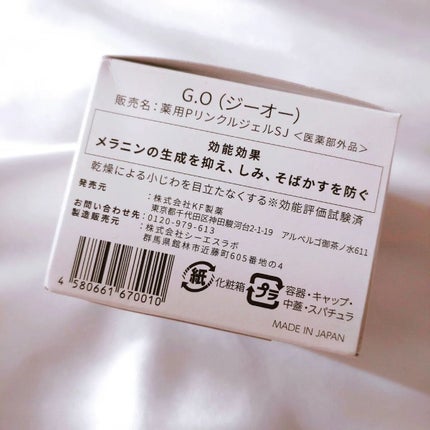 G.O（ジーオー）
販売名：薬用PリンクルジェルSJ ＜医薬部外品＞
効能効果
メラニンの生成を抑え、しみ、そばかすを防ぐ
乾燥による小じわを目立たなくする※効能評価試験済
発売元 ：株式会社KF製薬
東京都千代田区神田駿河台2-1-19 アルベルゴ御茶ノ水611
お問い合わせ先：0120-979-613
製造販売元 ：株式会社シーエスラボ
群馬県館林市近藤町605番地の4
4 580661 670010
紙 化粧箱
プラ 容器・キャップ・
中蓋・スパチュラ
MADE IN JAPAN